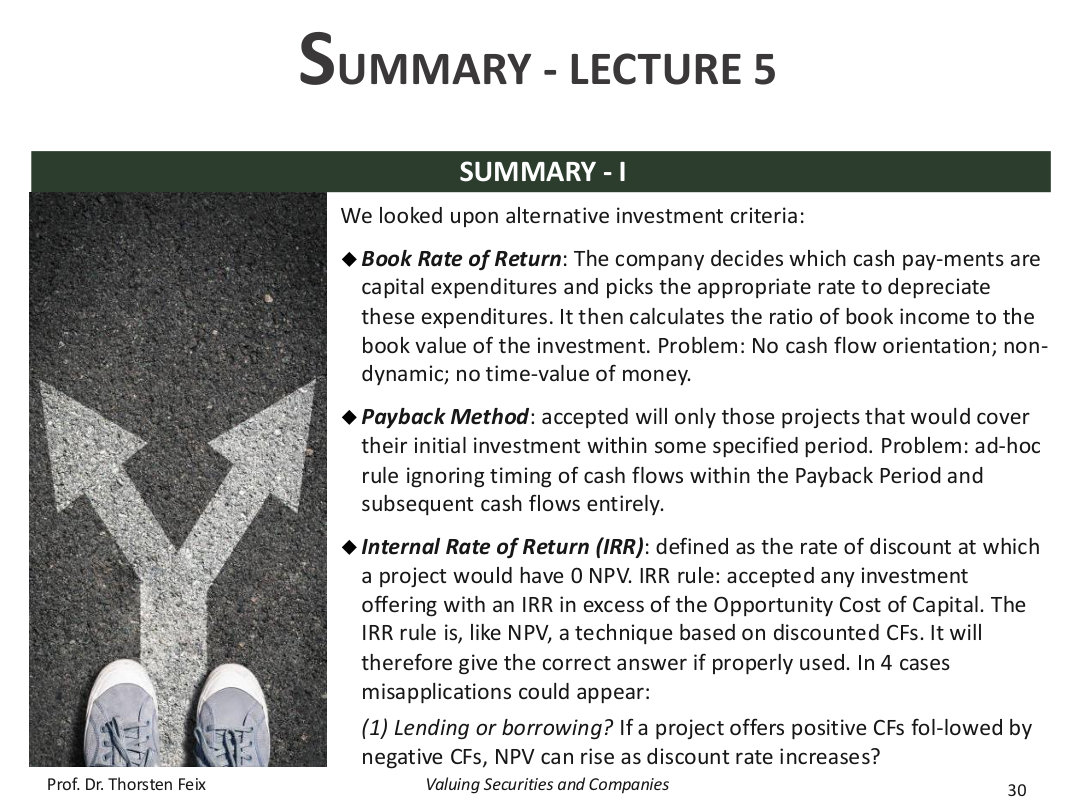 SUMMARY - LECTURE 5
SUMMARY - I
We looked upon alternative investment criteria:
◆ Book Rate of Return: The company decides which cash pay-ments are
capital expenditures and picks the appropriate rate to depreciate
these expenditures. It then calculates the ratio of book income to the
book value of the investment. Problem: No cash flow orientation; non-
dynamic; no time-value of money.
◆ Payback Method: accepted will only those projects that would cover
their initial investment within some specified period. Problem: ad-hoc
rule ignoring timing of cash flows within the Payback Period and
subsequent cash flows entirely.
◆ Internal Rate of Return (IRR): defined as the rate of discount at which
a project would have 0 NPV. IRR rule: accepted any investment
offering with an IRR in excess of the Opportunity Cost of Capital. The
IRR rule is, like NPV, a technique based on discounted CFs. It will
therefore give the correct answer if properly used. In 4 cases
misapplications could appear:
(1) Lending or borrowing? If a project offers positive CFs fol-lowed by
negative CFs, NPV can rise as discount rate increases?
Prof. Dr. Thorsten Feix
Valuing Securities and Companies
30